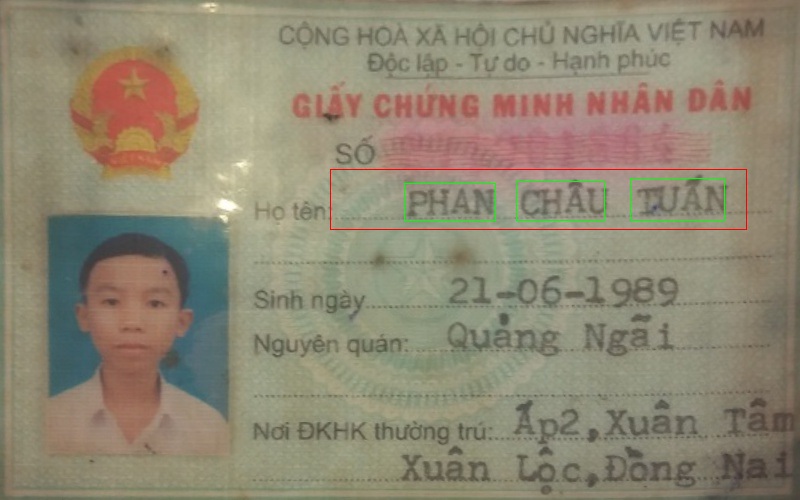 CỘNG HOÀ XÃ HỘI CHỦ NGHĨA VIỆT NAM
Độc lập - Tự do - Hạnh phúc
GIẤY CHỨNG MINH NHÂN DÂN
SỐ
Họ tên: PHAN CHÂU TUẤN
Sinh ngày 21-06-1989
Nguyên quán: Quảng Ngãi
Nơi ĐKHK thường trú: Ấp2,Xuân Tâm
Xuân Lộc,Đồng Nai